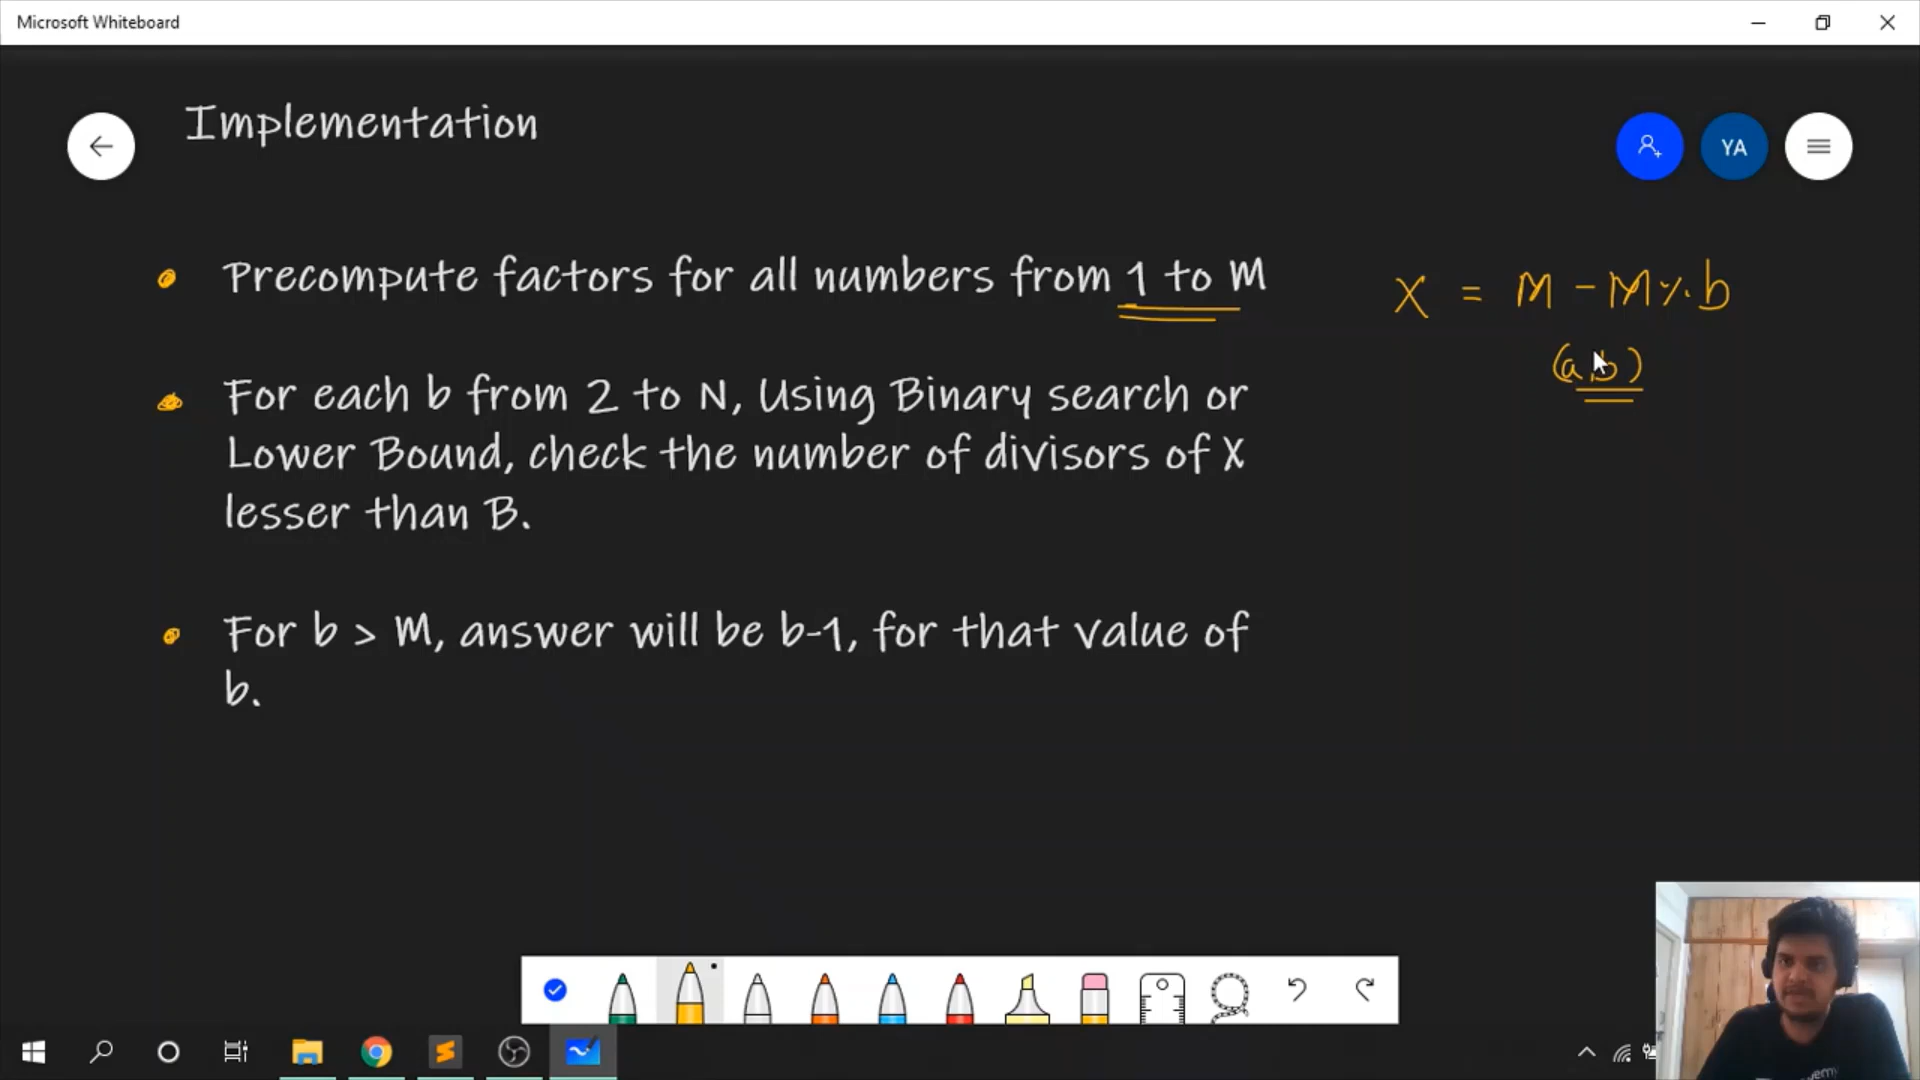 Microsoft Whiteboard
Implementation
YA
Precompute factors for all numbers from 1 to M
X = M - M % b
(a, b)
For each b from 2 to N, Using Binary search or
Lower Bound, check the number of divisors of X
lesser than B.
For b > M, answer will be b-1, for that value of
b.